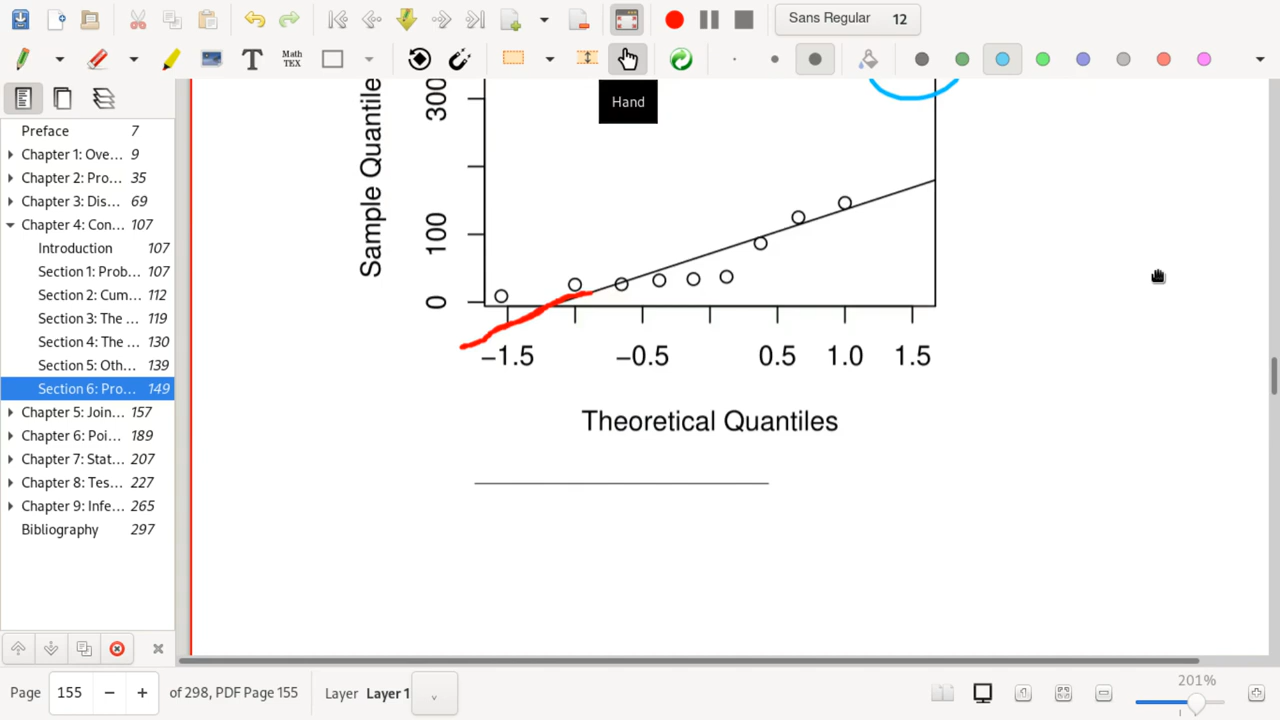 Sans Regular 12
Math
TEX
Hand
Preface 7
Chapter 1: Ove... 9
Chapter 2: Pro... 35
Chapter 3: Dis... 69
Chapter 4: Con... 107
Introduction 107
Section 1: Prob... 107
Section 2: Cum... 112
Section 3: The ... 119
Section 4: The ... 130
Section 5: Oth... 139
Section 6: Pro... 149
Chapter 5: Join... 157
Chapter 6: Poi... 189
Chapter 7: Stat... 207
Chapter 8: Tes... 227
Chapter 9: Infe... 265
Bibliography 297
Sample Quantile
300
100
0
−1.5 −0.5 0.5 1.0 1.5
Theoretical Quantiles
Page 155 of 298, PDF Page 155 Layer Layer 1
201%